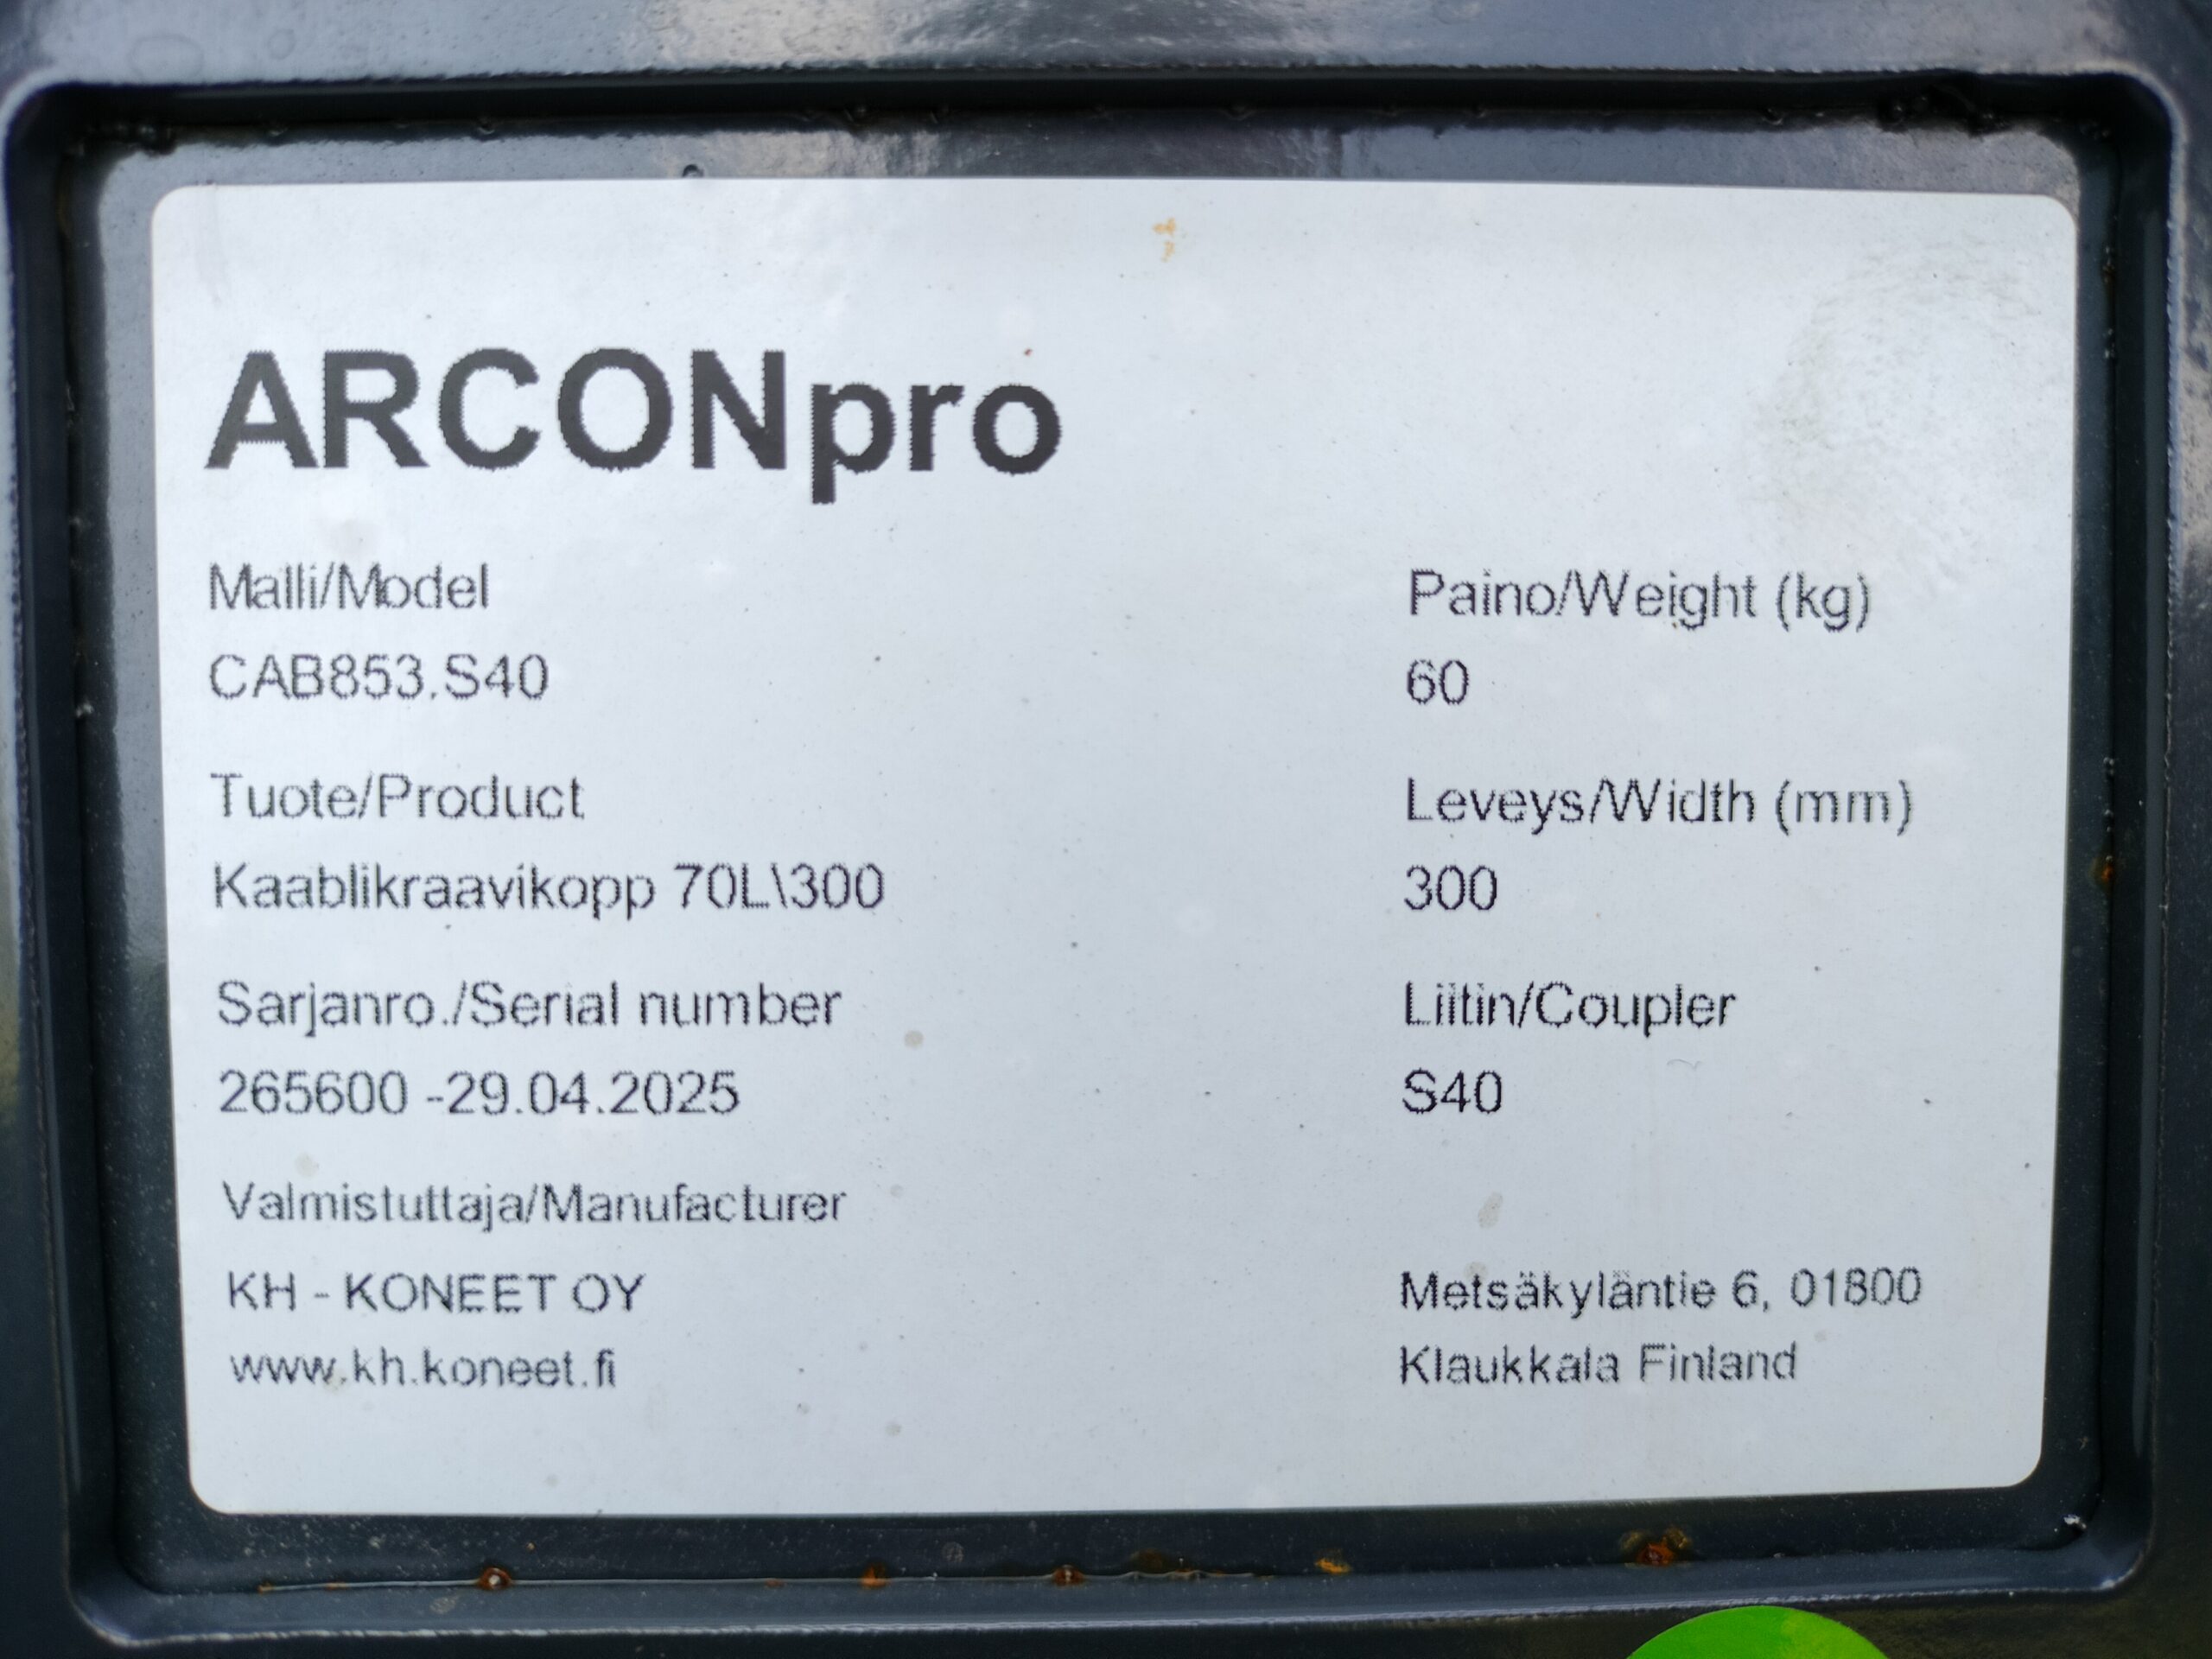 ARCONpro
Malli/Model
CAB853.S40
Tuote/Product
Kaablikraavikopp 70L\300
Sarjanro./Serial number
265600 -29.04.2025
Valmistuttaja/Manufacturer
KH - KONEET OY
www.kh.koneet.fi
Paino/Weight (kg)
60
Leveys/Width (mm)
300
Liitin/Coupler
S40
Metsäkyläntie 6, 01800
Klaukkala Finland